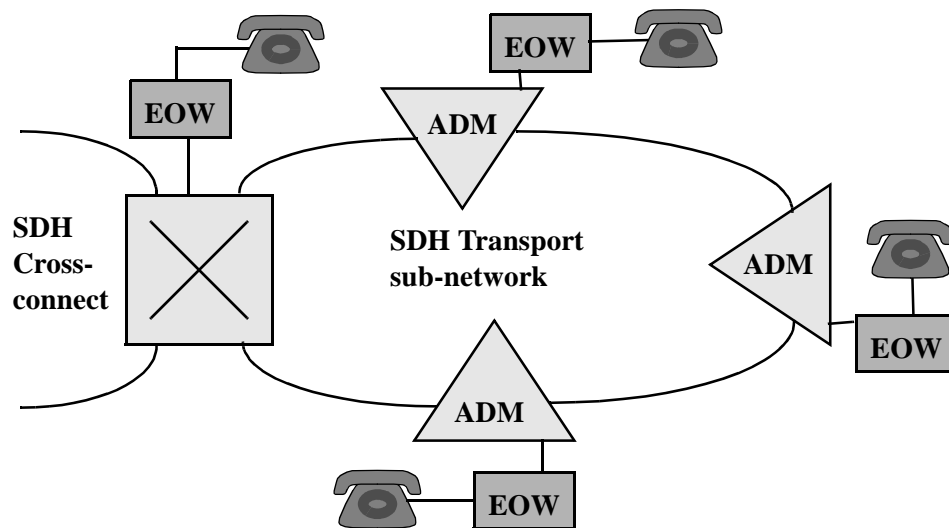 EOW
EOW
ADM
SDH
Cross-
connect
SDH Transport
sub-network
ADM
EOW
ADM
EOW